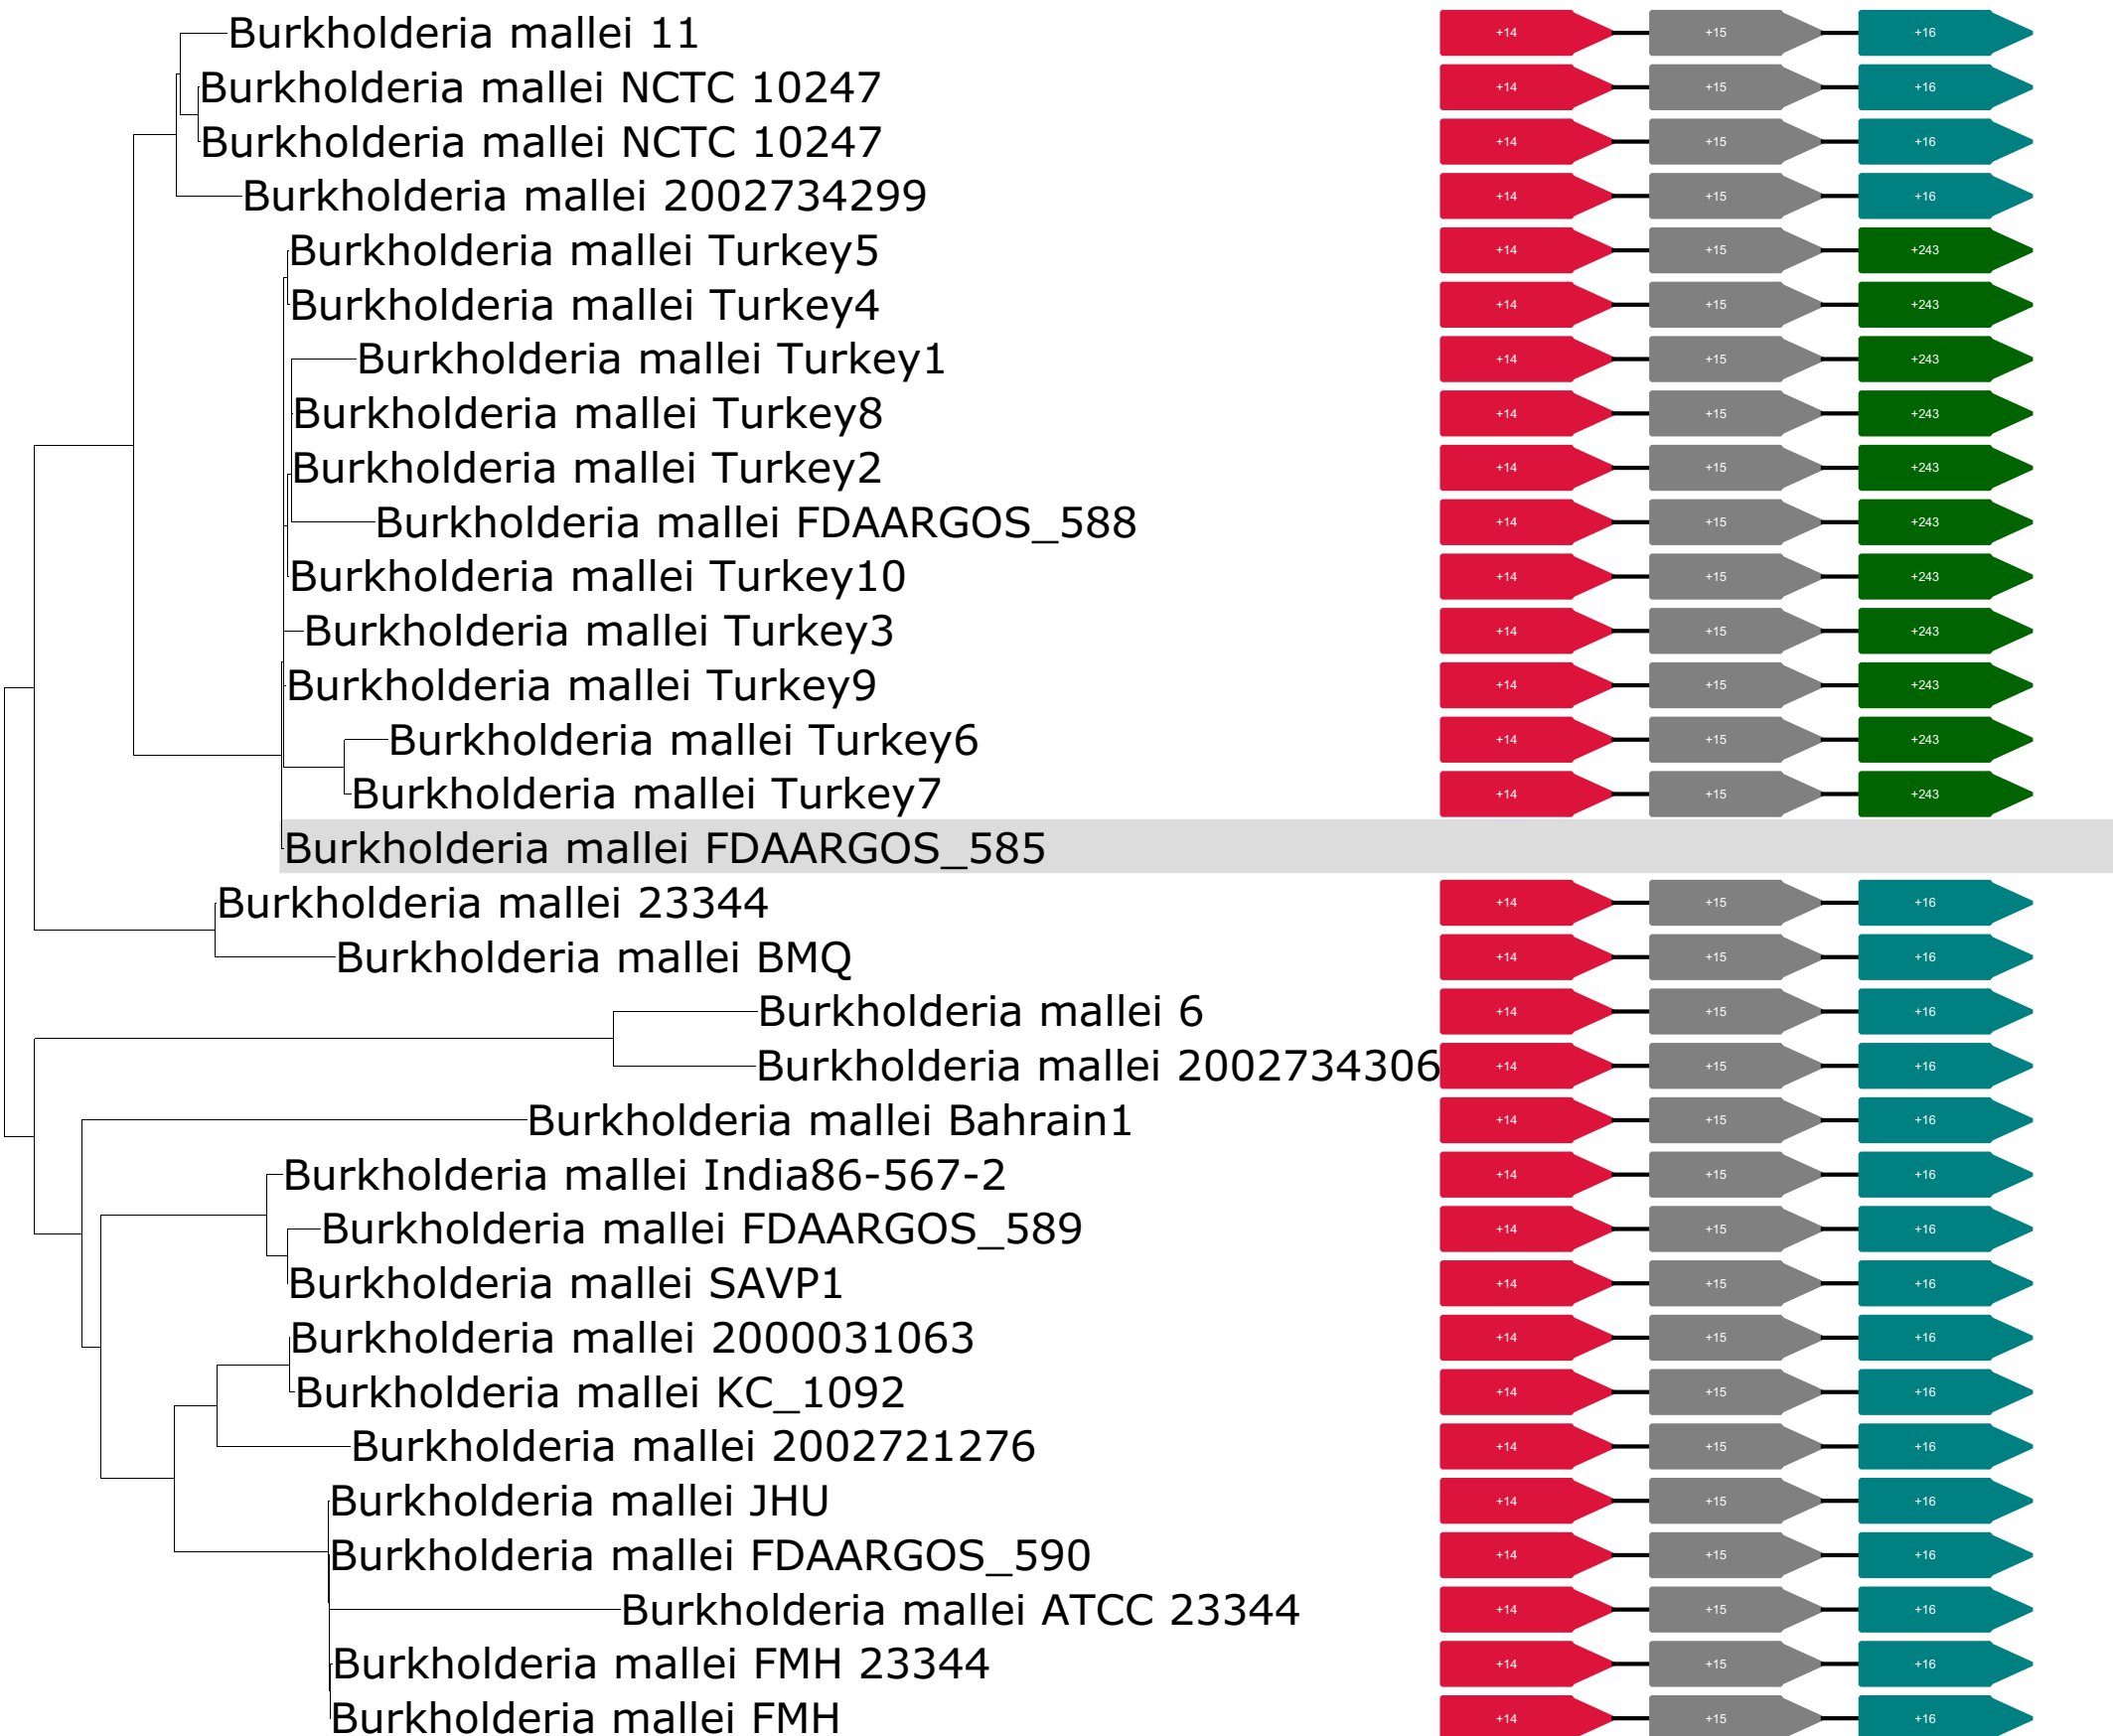 Burkholderia mallei 11 +14 +15 +16
Burkholderia mallei NCTC 10247 +14 +15 +16
Burkholderia mallei NCTC 10247 +14 +15 +16
Burkholderia mallei 2002734299 +14 +15 +16
Burkholderia mallei Turkey5 +14 +15 +243
Burkholderia mallei Turkey4 +14 +15 +243
Burkholderia mallei Turkey1 +14 +15 +243
Burkholderia mallei Turkey8 +14 +15 +243
Burkholderia mallei Turkey2 +14 +15 +243
Burkholderia mallei FDAARGOS_588 +14 +15 +243
Burkholderia mallei Turkey10 +14 +15 +243
Burkholderia mallei Turkey3 +14 +15 +243
Burkholderia mallei Turkey9 +14 +15 +243
Burkholderia mallei Turkey6 +14 +15 +243
Burkholderia mallei Turkey7 +14 +15 +243
Burkholderia mallei FDAARGOS_585
Burkholderia mallei 23344 +14 +15 +16
Burkholderia mallei BMQ +14 +15 +16
Burkholderia mallei 6 +14 +15 +16
Burkholderia mallei 2002734306 +14 +15 +16
Burkholderia mallei Bahrain1 +14 +15 +16
Burkholderia mallei India86-567-2 +14 +15 +16
Burkholderia mallei FDAARGOS_589 +14 +15 +16
Burkholderia mallei SAVP1 +14 +15 +16
Burkholderia mallei 2000031063 +14 +15 +16
Burkholderia mallei KC_1092 +14 +15 +16
Burkholderia mallei 2002721276 +14 +15 +16
Burkholderia mallei JHU +14 +15 +16
Burkholderia mallei FDAARGOS_590 +14 +15 +16
Burkholderia mallei ATCC 23344 +14 +15 +16
Burkholderia mallei FMH 23344 +14 +15 +16
Burkholderia mallei FMH +14 +15 +16